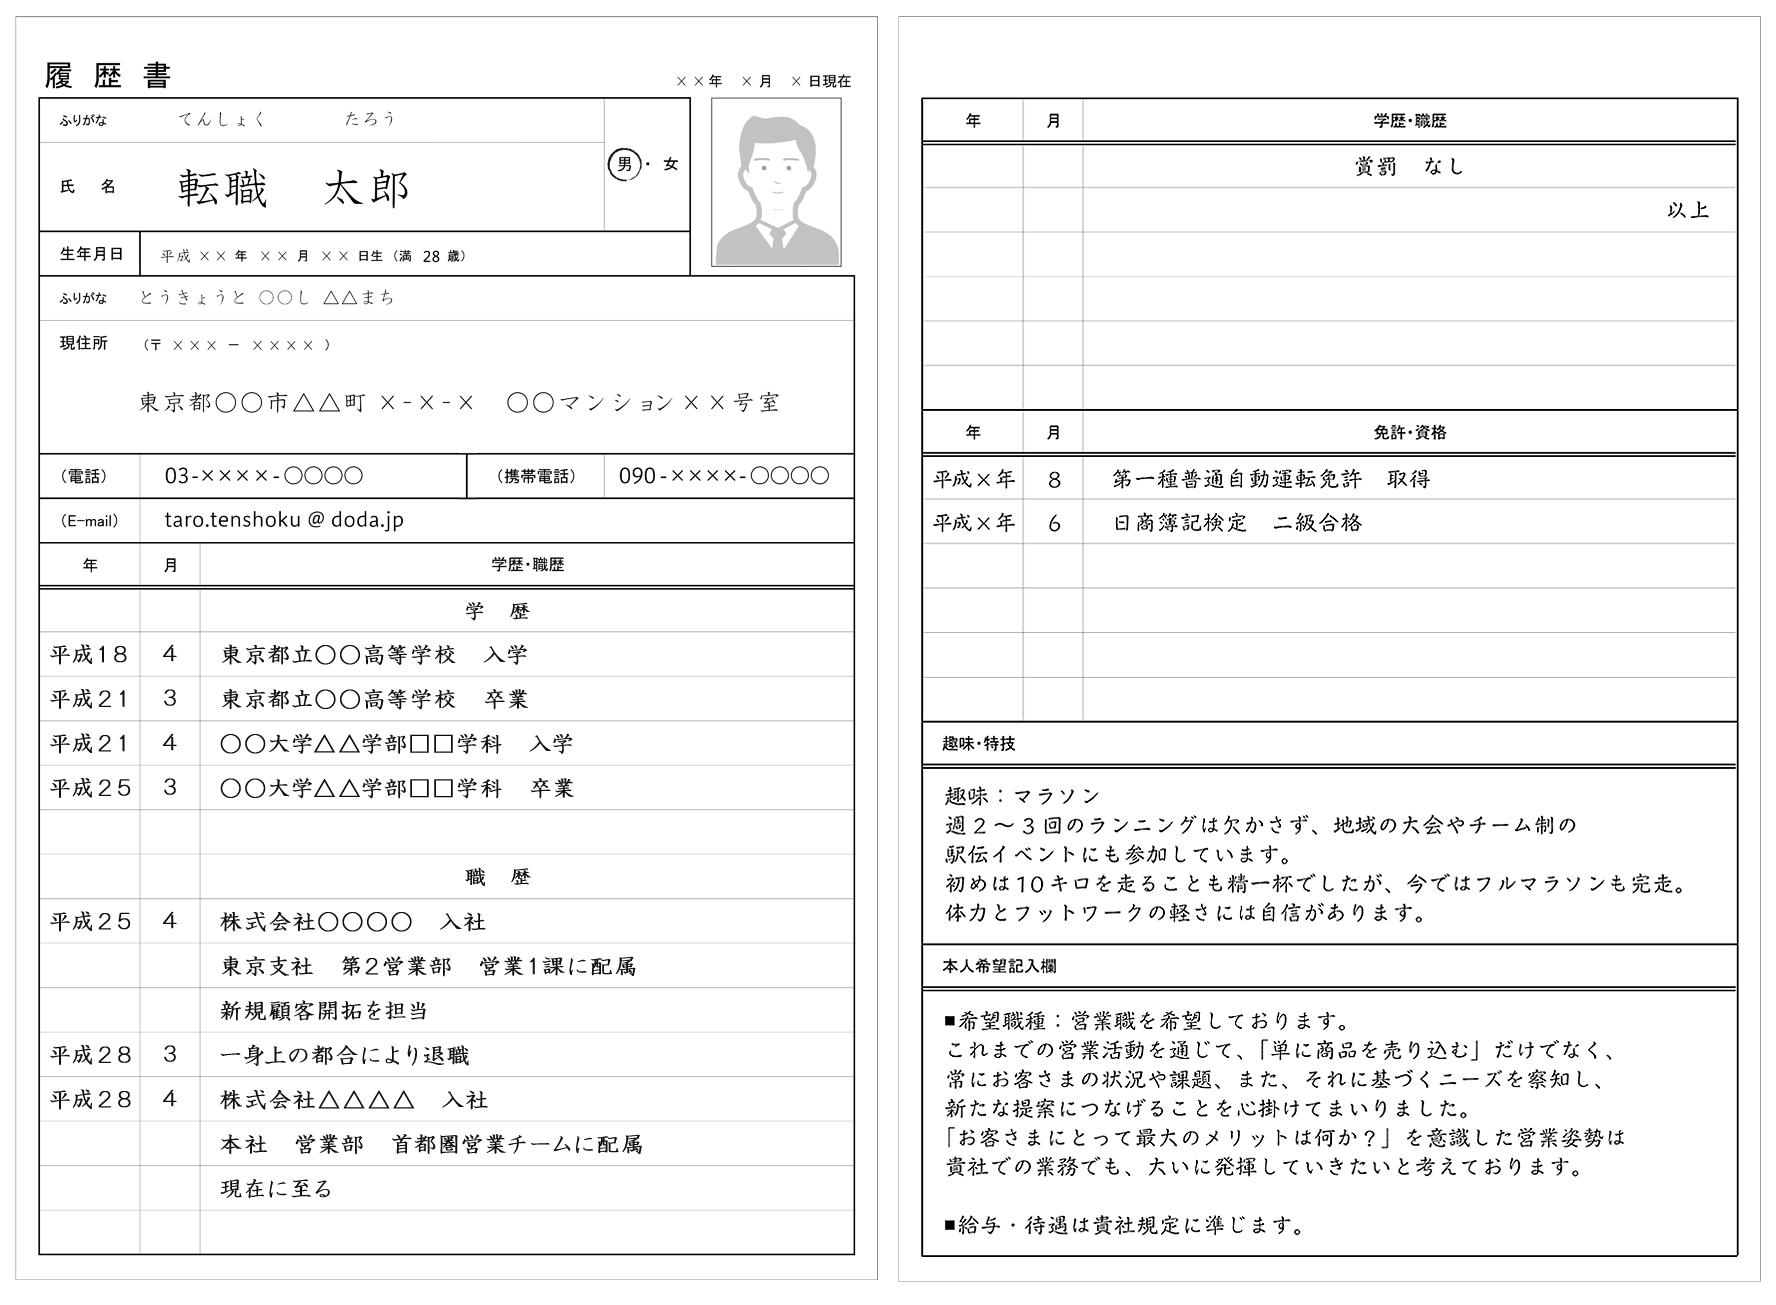 履 歴 書
××年 ×月 ×日現在
ふりがな てんしょく たろう
氏 名 転職 太郎
男・女
生年月日 平成 ×× 年 ×× 月 ×× 日生 (満 28 歳)
ふりがな とうきょうと ○○し △△まち
現住所 (〒 ××× − ×××× )
東京都○○市△△町 ×-×-× ○○マンション××号室
(電話) 03-××××-○○○○ (携帯電話) 090-××××-○○○○
(E-mail) taro.tenshoku @ doda.jp
年 月 学歴・職歴
学 歴
平成18 4 東京都立○○高等学校 入学
平成21 3 東京都立○○高等学校 卒業
平成21 4 ○○大学△△学部□□学科 入学
平成25 3 ○○大学△△学部□□学科 卒業
職 歴
平成25 4 株式会社○○○○ 入社
東京支社 第2営業部 営業1課に配属
新規顧客開拓を担当
平成28 3 一身上の都合により退職
平成28 4 株式会社△△△△ 入社
本社 営業部 首都圏営業チームに配属
現在に至る
年 月 学歴・職歴
賞罰 なし
以上
年 月 免許・資格
平成×年 8 第一種普通自動運転免許 取得
平成×年 6 日商簿記検定 二級合格
趣味・特技
趣味：マラソン
週２～３回のランニングは欠かさず、地域の大会やチーム制の
駅伝イベントにも参加しています。
初めは10キロを走ることも精一杯でしたが、今ではフルマラソンも完走。
体力とフットワークの軽さには自信があります。
本人希望記入欄
■希望職種：営業職を希望しております。
これまでの営業活動を通じて、「単に商品を売り込む」だけでなく、
常にお客さまの状況や課題、また、それに基づくニーズを察知し、
新たな提案につなげることを心掛けてまいりました。
「お客さまにとって最大のメリットは何か？」を意識した営業姿勢は
貴社での業務でも、大いに発揮していきたいと考えております。
■給与・待遇は貴社規定に準じます。